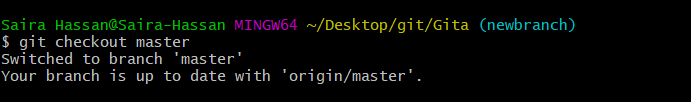 Saira Hassan@Saira-Hassan MINGW64 ~/Desktop/git/Gita (newbranch)
$ git checkout master
Switched to branch 'master'
Your branch is up to date with 'origin/master'.